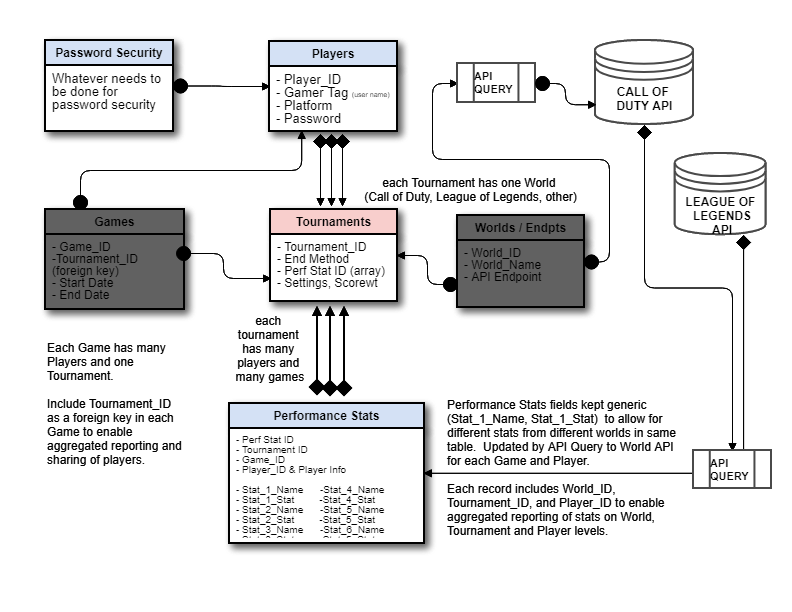 Password Security
Whatever needs to
be done for
password security
Players
- Player_ID
- Gamer Tag (user name)
- Platform
- Password
API
QUERY
CALL OF
DUTY API
LEAGUE OF
LEGENDS
API
each Tournament has one World
(Call of Duty, League of Legends, other)
Games
- Game_ID
-Tournament_ID
(foreign key)
- Start Date
- End Date
Tournaments
- Tournament_ID
- End Method
- Perf Stat ID (array)
- Settings, Scorewt
Worlds / Endpts
- World_ID
- World_Name
- API Endpoint
each
tournament
has many
players and
many games
Each Game has many
Players and one
Tournament.
Include Tournament_ID
as a foreign key in each
Game to enable
aggregated reporting and
sharing of players.
Performance Stats
- Perf Stat ID
- Tournament ID
- Game_ID
- Player_ID & Player Info
- Stat_1_Name -Stat_4_Name
- Stat_1_Stat -Stat_4_Stat
- Stat_2_Name -Stat_5_Name
- Stat_2_Stat -Stat_5_Stat
- Stat_3_Name -Stat_6_Name
Performance Stats fields kept generic
(Stat_1_Name, Stat_1_Stat) to allow for
different stats from different worlds in same
table. Updated by API Query to World API
for each Game and Player.
Each record includes World_ID,
Tournament_ID, and Player_ID to enable
aggregated reporting of stats on World,
Tournament and Player levels.
API
QUERY